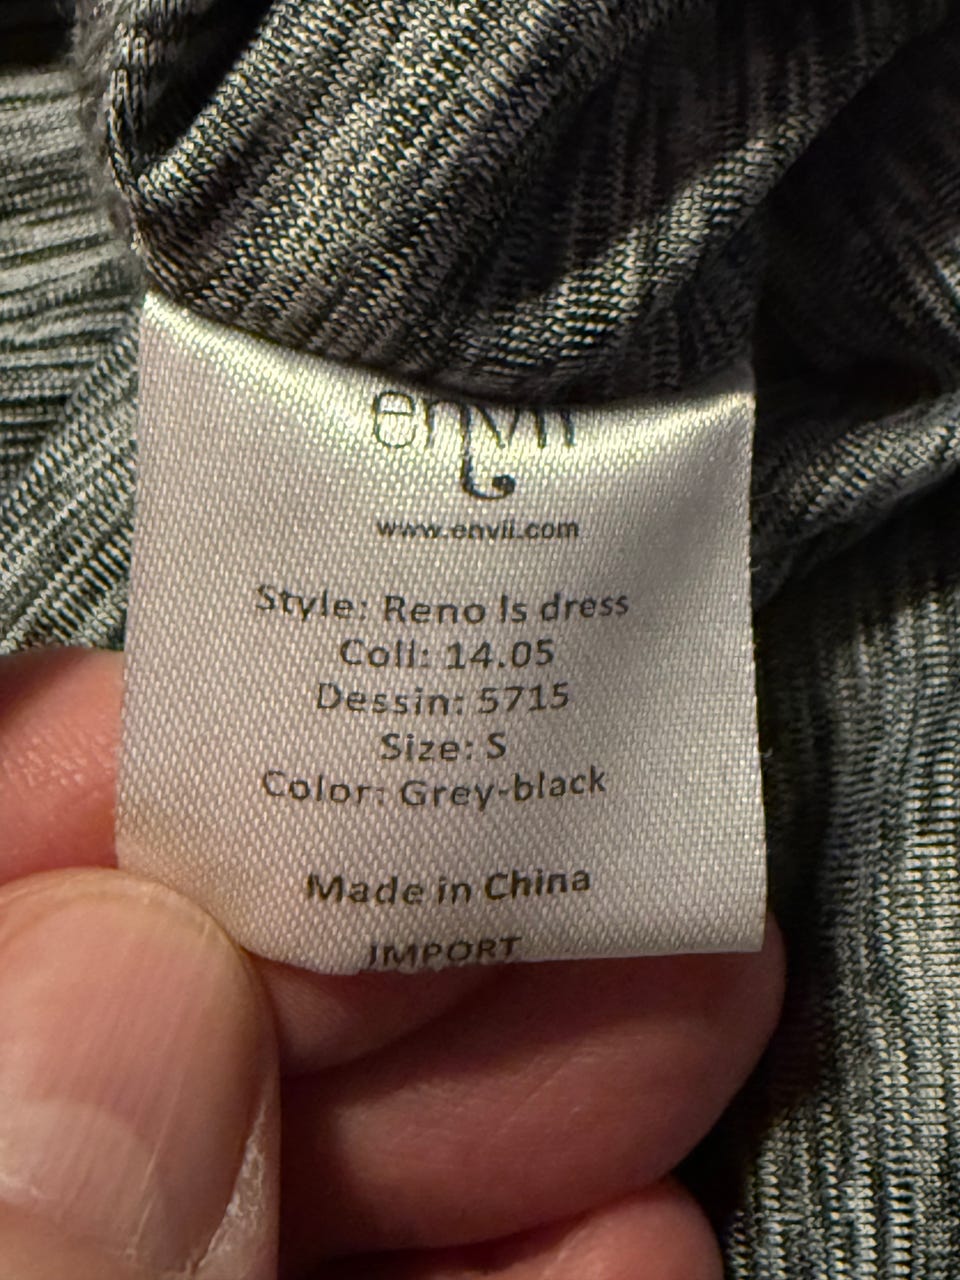 envii
www.envii.com
Style: Reno ls dress
Coll: 14.05
Dessin: 5715
Size: S
Color: Grey-black
Made in China
IMPORT